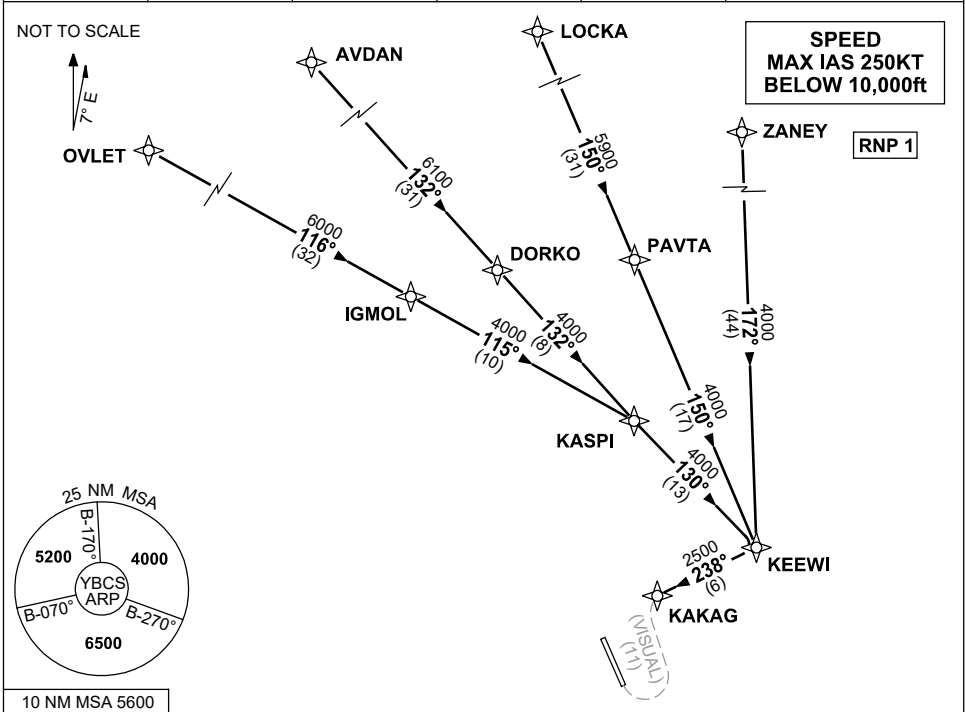 NOT TO SCALE
7° E
OVLET
AVDAN
LOCKA
SPEED
MAX IAS 250KT
BELOW 10,000ft
ZANEY
RNP 1
6000
116°
(32)
6100
132°
(31)
5900
150°
(31)
DORKO
PAVTA
IGMOL
4000
115°
(10)
4000
132°
(8)
4000
172°
(44)
4000
150°
(17)
KASPI
4000
130°
(13)
KEEWI
2500
238°
(6)
KAKAG
(VISUAL)
(11)
25 NM MSA
B-170°
5200
4000
YBCS
ARP
B-070°
B-270°
6500
10 NM MSA 5600